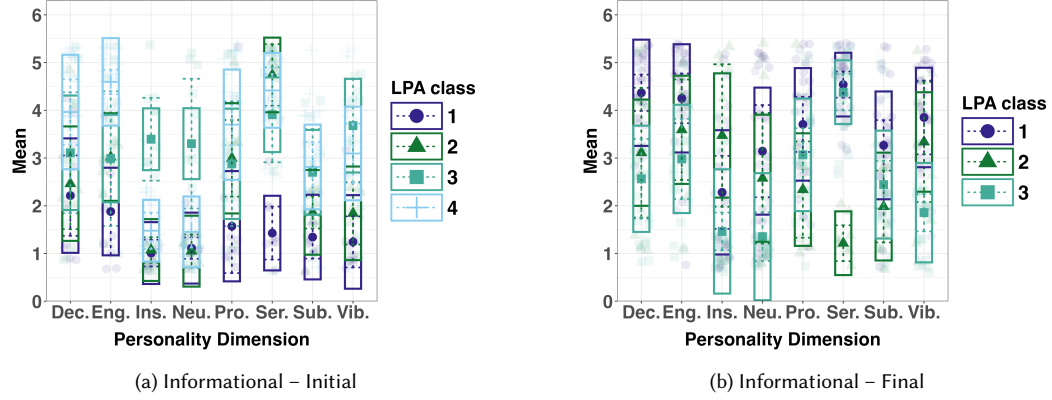 6
5
4
3
2
1
0
Mean
Dec. Eng. Ins. Neu. Pro. Ser. Sub. Vib.
Personality Dimension
LPA class
1
2
3
4
(a) Informational – Initial
6
5
4
3
2
1
0
Mean
Dec. Eng. Ins. Neu. Pro. Ser. Sub. Vib.
Personality Dimension
LPA class
1
2
3
(b) Informational – Final